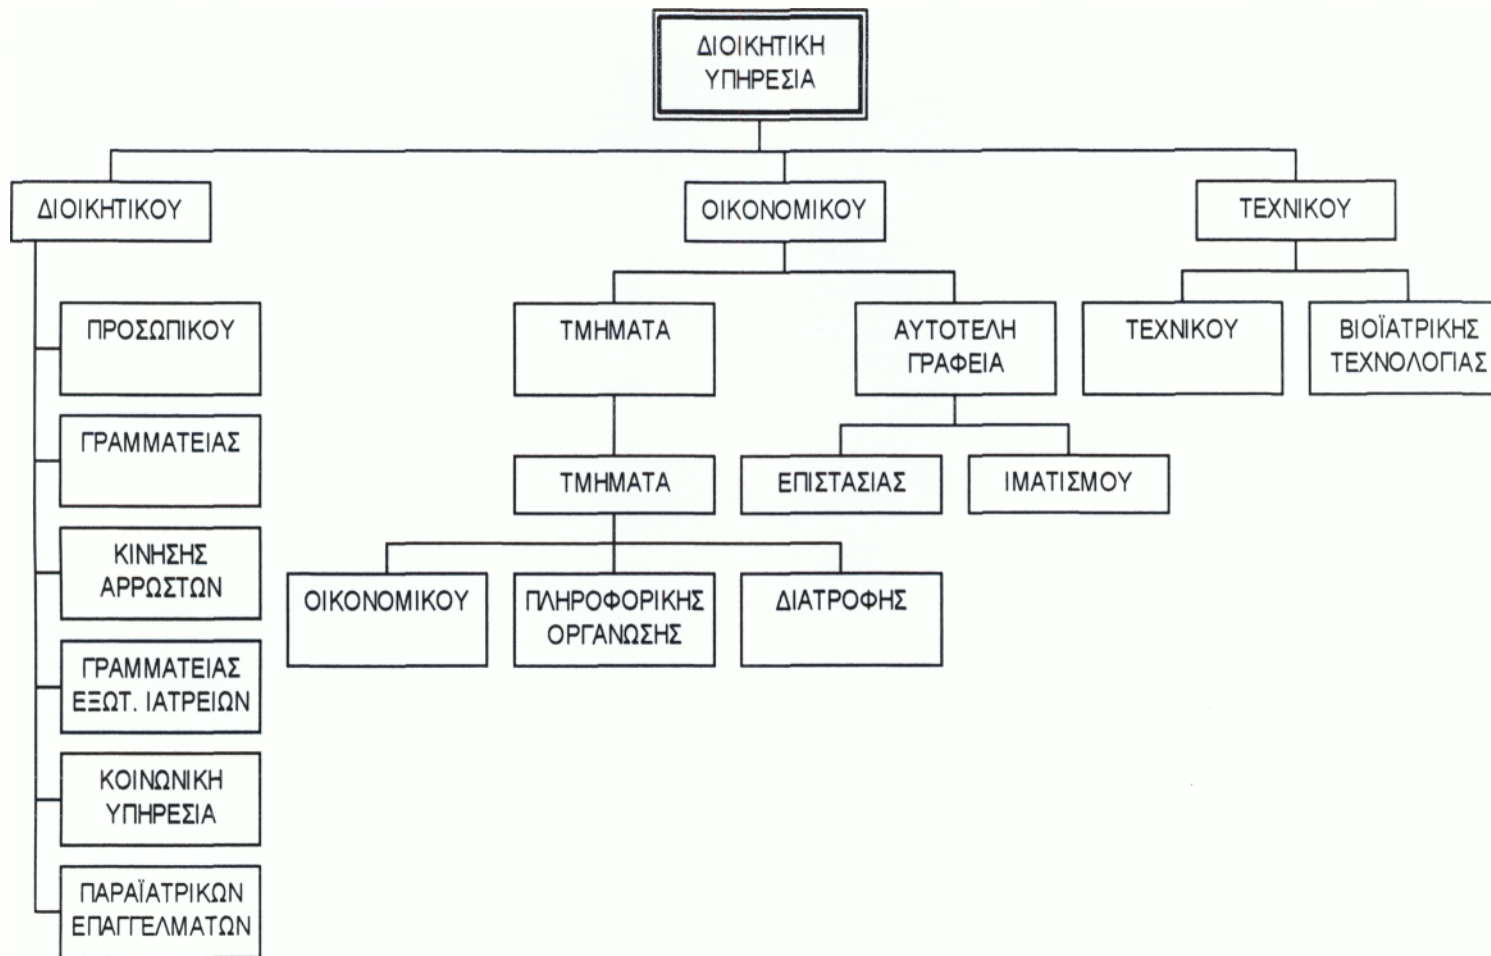 ΔΙΟΙΚΗΤΙΚΗ
ΥΠΗΡΕΣΙΑ
ΔΙΟΙΚΗΤΙΚΟΥ
ΟΙΚΟΝΟΜΙΚΟΥ
ΤΕΧΝΙΚΟΥ
ΠΡΟΣΩΠΙΚΟΥ
ΓΡΑΜΜΑΤΕΙΑΣ
ΚΙΝΗΣΗΣ
ΑΡΡΩΣΤΩΝ
ΓΡΑΜΜΑΤΕΙΑΣ
ΕΞΩΤ. ΙΑΤΡΕΙΩΝ
ΚΟΙΝΩΝΙΚΗ
ΥΠΗΡΕΣΙΑ
ΠΑΡΑΪΑΤΡΙΚΩΝ
ΕΠΑΓΓΕΛΜΑΤΩΝ
ΤΜΗΜΑΤΑ
ΑΥΤΟΤΕΛΗ
ΓΡΑΦΕΙΑ
ΤΜΗΜΑΤΑ
ΕΠΙΣΤΑΣΙΑΣ
ΙΜΑΤΙΣΜΟΥ
ΟΙΚΟΝΟΜΙΚΟΥ
ΠΛΗΡΟΦΟΡΙΚΗΣ
ΟΡΓΑΝΩΣΗΣ
ΔΙΑΤΡΟΦΗΣ
ΤΕΧΝΙΚΟΥ
ΒΙΟΪΑΤΡΙΚΗΣ
ΤΕΧΝΟΛΟΓΙΑΣ